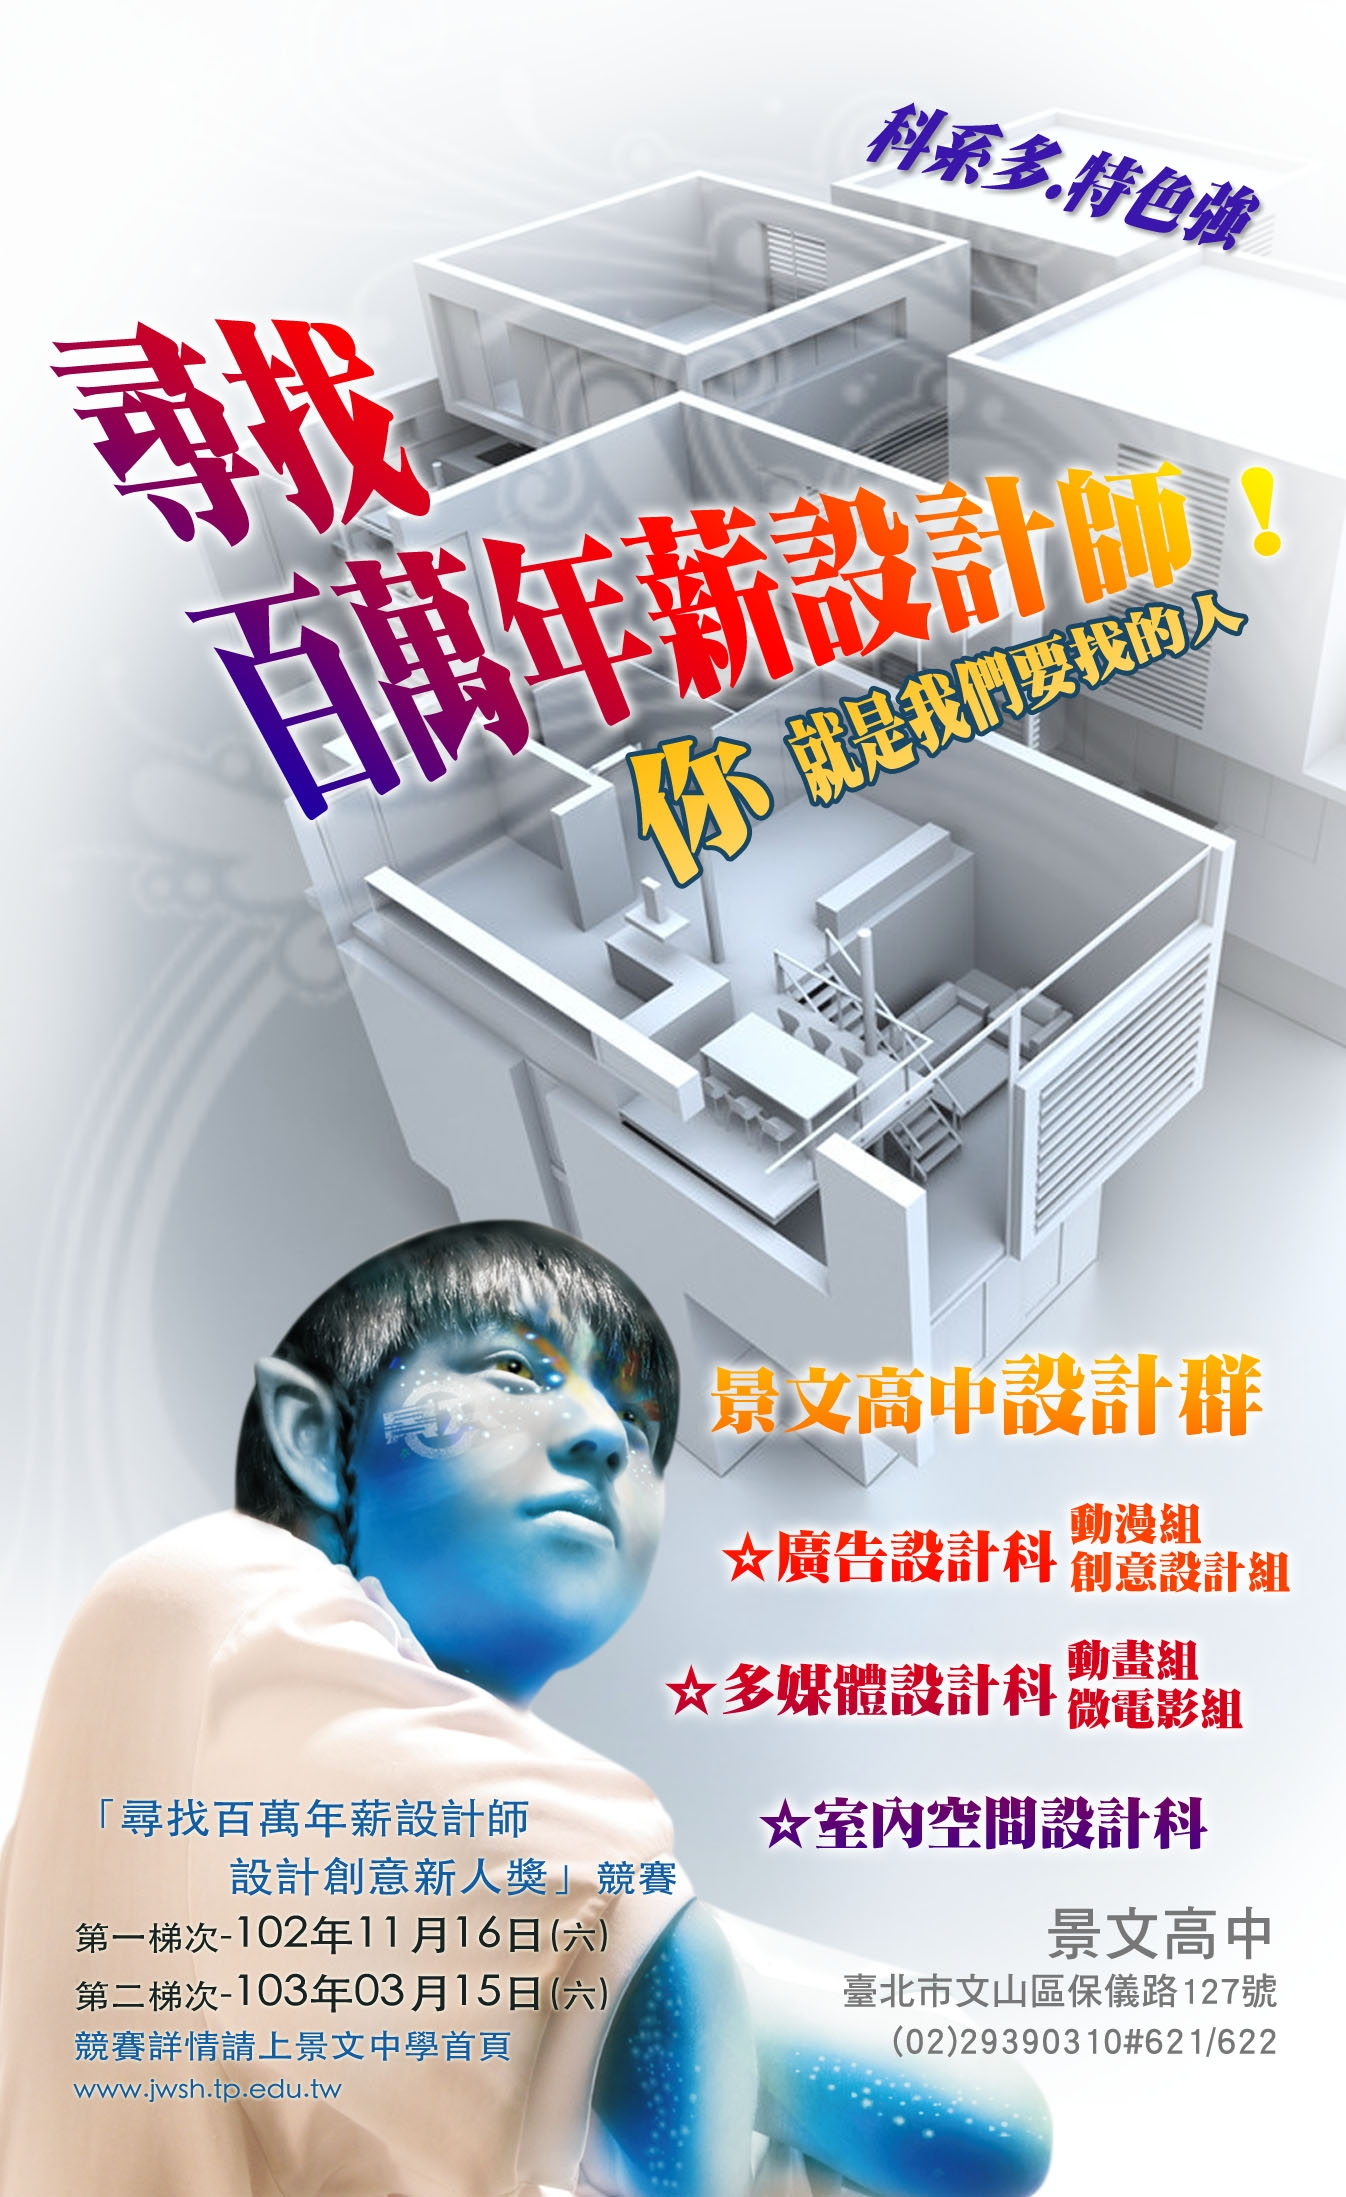 科系多.特色強
尋找
百萬年薪設計師！
你 就是我們要找的人
景文高中設計群
☆廣告設計科 動漫組
創意設計組
☆多媒體設計科 動畫組
微電影組
☆室內空間設計科
「尋找百萬年薪設計師
設計創意新人獎」競賽
第一梯次-102年11月16日(六)
第二梯次-103年03月15日(六)
競賽詳情請上景文中學首頁
www.jwsh.tp.edu.tw
景文高中
臺北市文山區保儀路127號
(02)29390310#621/622